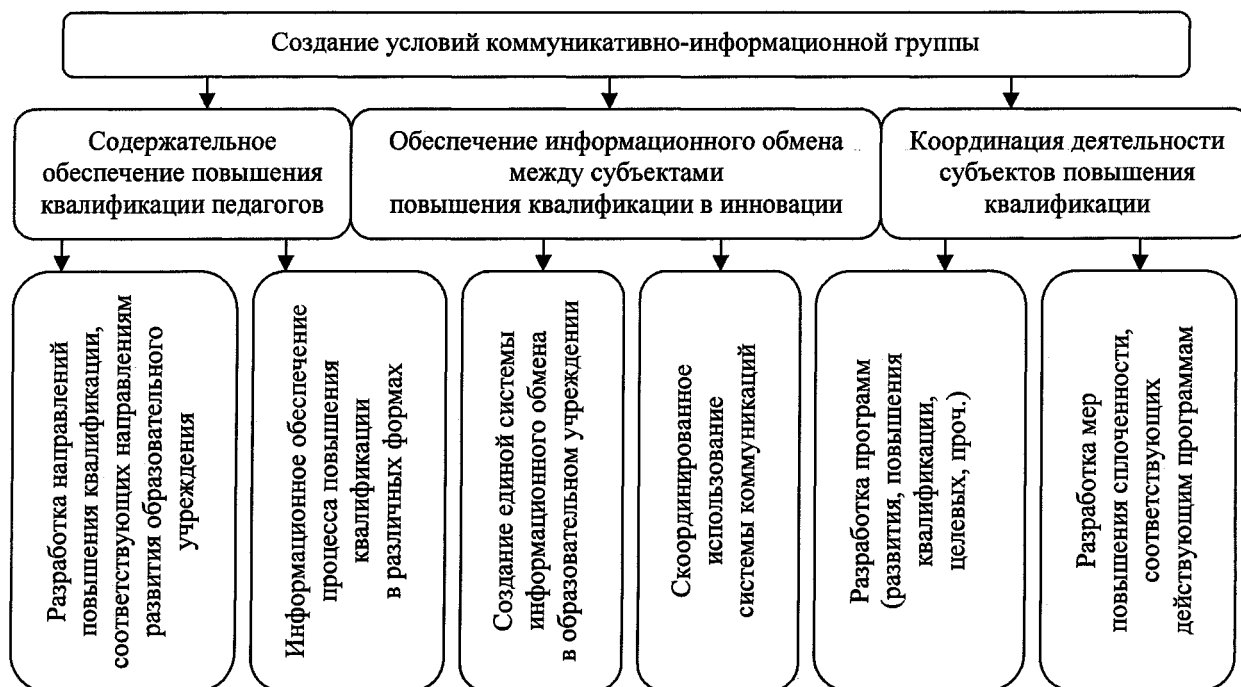 Создание условий коммуникативно-информационной группы
Содержательное
обеспечение повышения
квалификации педагогов
Обеспечение информационного обмена
между субъектами
повышения квалификации в инновации
Координация деятельности
субъектов повышения
квалификации
Разработка направлений
повышения квалификации,
соответствующих направлениям
развития образовательного
учреждения
Информационное обеспечение
процесса повышения
квалификации
в различных формах
Создание единой системы
информационного обмена
в образовательном учреждении
Скоординированное
использование
системы коммуникаций
Разработка программ
(развития, повышения
квалификации,
целевых, проч.)
Разработка мер
повышения сплоченности,
соответствующих
действующим программам